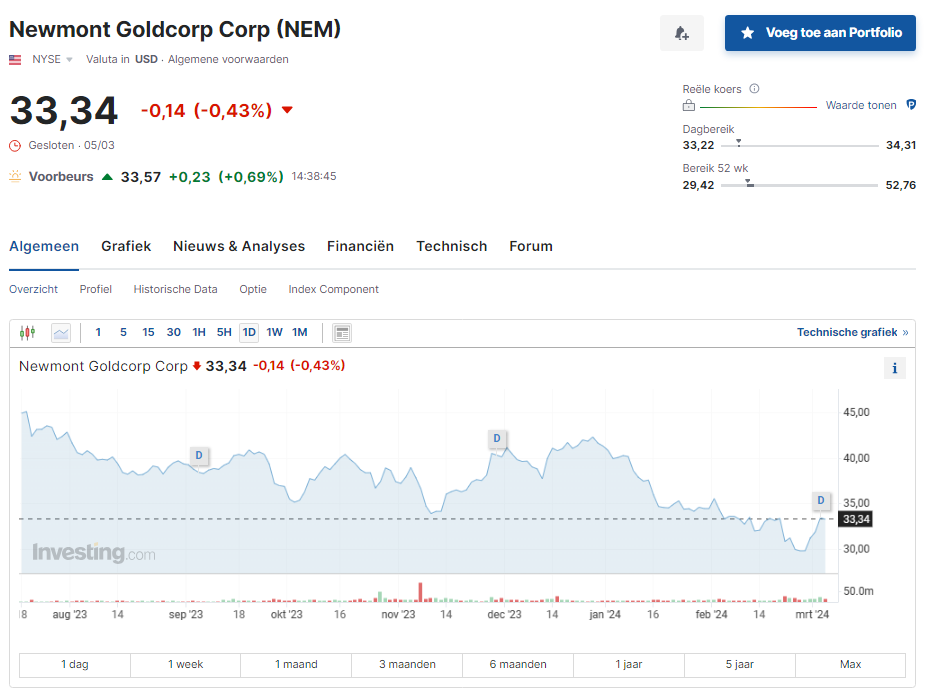 Newmont Goldcorp Corp (NEM)
Voeg toe aan Portfolio
NYSE Valuta in USD · Algemene voorwaarden
33,34 -0,14 (-0,43%)
Gesloten · 05/03
Voorbeurs 33,57 +0,23 (+0,69%) 14:38:45
Reële koers
Waarde tonen
Dagbereik
33,22 34,31
Bereik 52 wk
29,42 52,76
Algemeen Grafiek Nieuws & Analyses Financiën Technisch Forum
Overzicht Profiel Historische Data Optie Index Component
1 5 15 30 1H 5H 1D 1W 1M
Technische grafiek »
Newmont Goldcorp Corp 33,34 -0,14 (-0,43%)
i
45,00
D
D
40,00
D
35,00
33,34
30,00
Investing.com
50.0m
8 aug '23 14 sep '23 18 okt '23 16 nov '23 14 dec '23 14 jan '24 16 feb '24 14 mrt '24
1 dag 1 week 1 maand 3 maanden 6 maanden 1 jaar 5 jaar Max